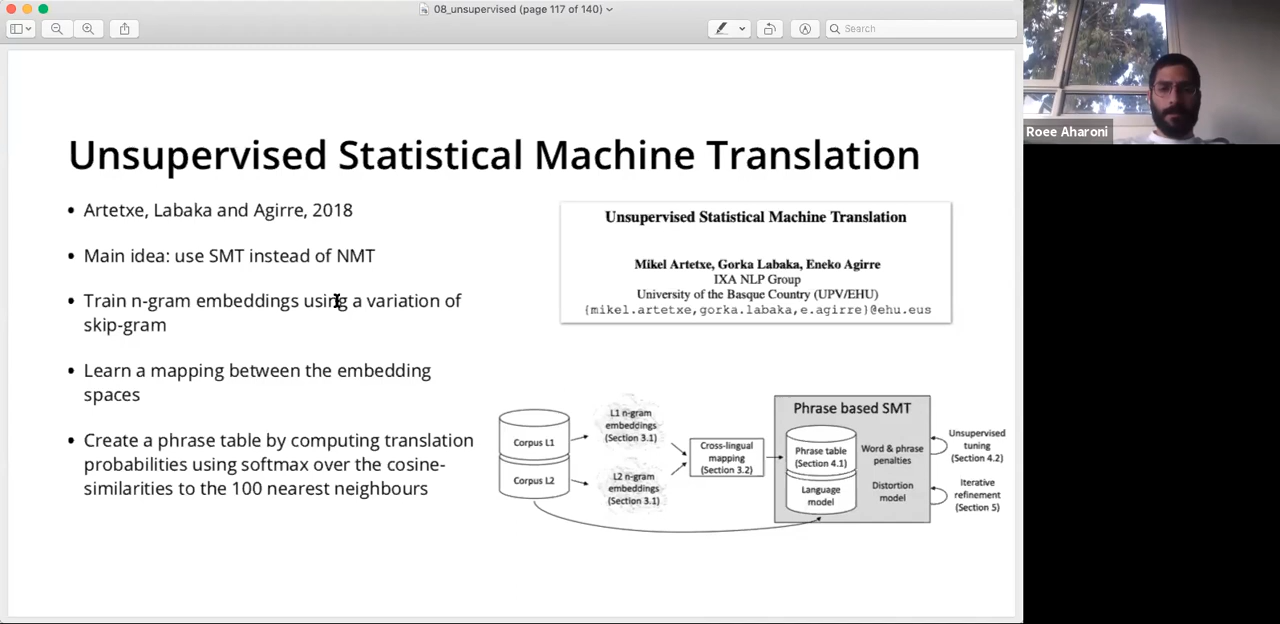 08_unsupervised (page 117 of 140)
Search
Roee Aharoni
Unsupervised Statistical Machine Translation
• Artetxe, Labaka and Agirre, 2018
• Main idea: use SMT instead of NMT
• Train n-gram embeddings using a variation of
skip-gram
• Learn a mapping between the embedding
spaces
• Create a phrase table by computing translation
probabilities using softmax over the cosine-
similarities to the 100 nearest neighbours
Unsupervised Statistical Machine Translation
Mikel Artetxe, Gorka Labaka, Eneko Agirre
IXA NLP Group
University of the Basque Country (UPV/EHU)
{mikel.artetxe,gorka.labaka,e.agirre}@ehu.eus
Corpus L1
Corpus L2
L1 n-gram
embeddings
(Section 3.1)
L2 n-gram
embeddings
(Section 3.1)
Cross-lingual
mapping
(Section 3.2)
Phrase based SMT
Phrase table
(Section 4.1)
Language
model
Word & phrase
penalties
Distortion
model
Unsupervised
tuning
(Section 4.2)
Iterative
refinement
(Section 5)